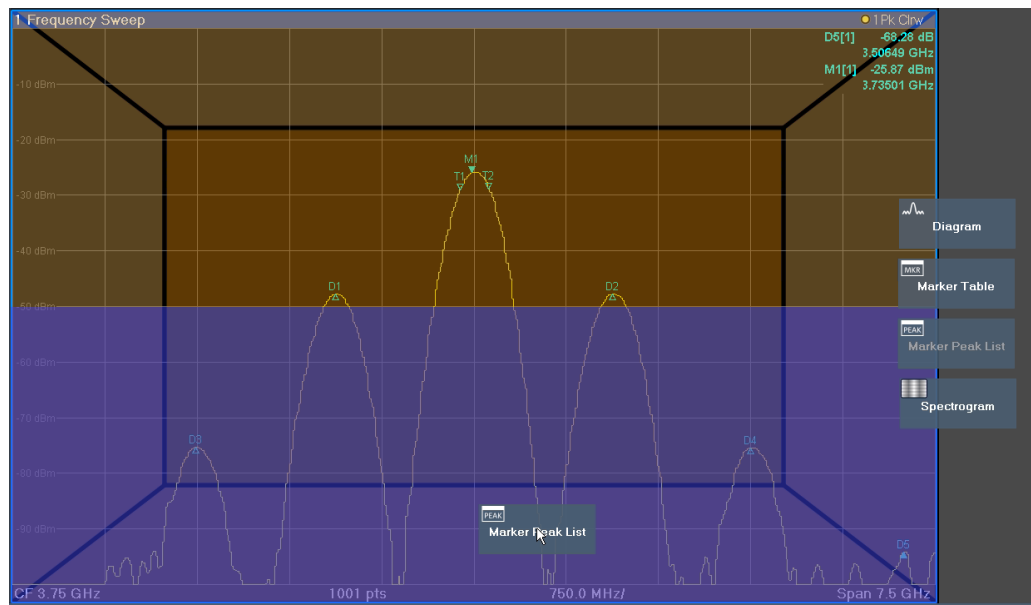 1 Frequency Sweep
1Pk Clrw
D5[1] -68.28 dB
3.50649 GHz
M1[1] -25.87 dBm
3.73501 GHz
-10 dBm
-20 dBm
-30 dBm
-40 dBm
-50 dBm
-60 dBm
-70 dBm
-80 dBm
-90 dBm
M1
T1 T2
D1 D2
D3 D4
D5
Diagram
MKR
Marker Table
PEAK
Marker Peak List
Spectrogram
PEAK
Marker Peak List
CF 3.75 GHz 1001 pts 750.0 MHz/ Span 7.5 GHz